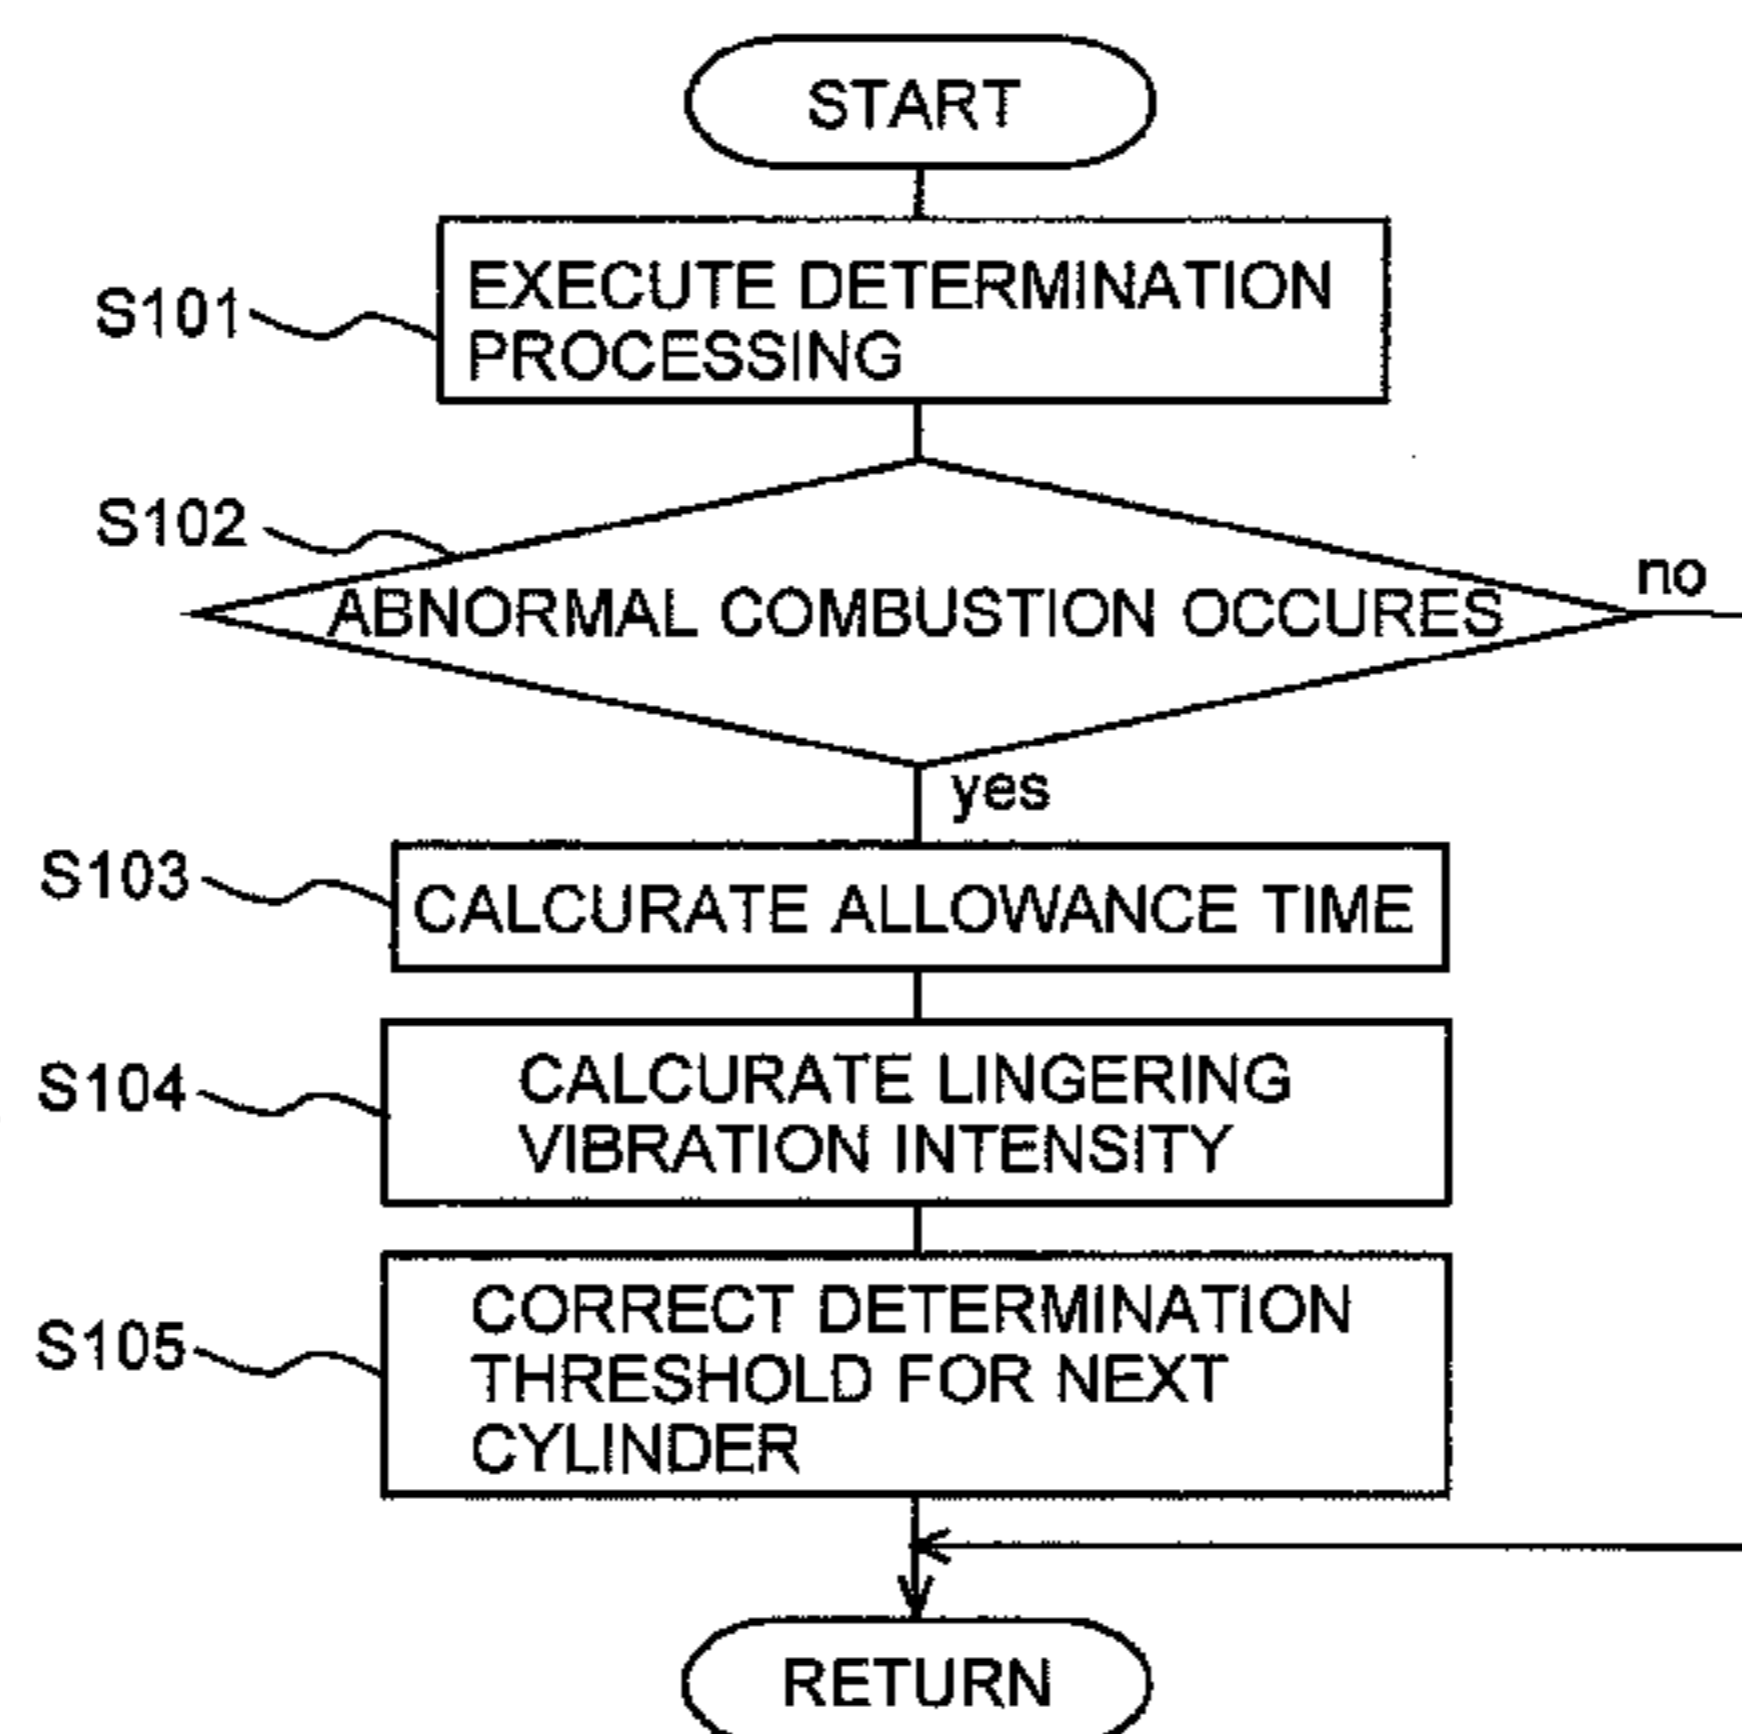 START
S101
EXECUTE DETERMINATION
PROCESSING
S102
ABNORMAL COMBUSTION OCCURES
no
yes
S103
CALCURATE ALLOWANCE TIME
S104
CALCURATE LINGERING
VIBRATION INTENSITY
S105
CORRECT DETERMINATION
THRESHOLD FOR NEXT
CYLINDER
RETURN